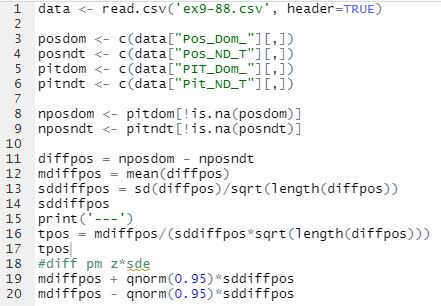 1 data <- read.csv('ex9-88.csv', header=TRUE)
2
3 posdom <- c(data["Pos_Dom_"][,])
4 posndt <- c(data["Pos_ND_T"][,])
5 pitdom <- c(data["PIT_Dom_"][,])
6 pitndt <- c(data["Pit_ND_T"][,])
7
8 nposdom <- pitdom[!is.na(posdom)]
9 nposndt <- pitndt[!is.na(posndt)]
10
11 diffpos = nposdom - nposndt
12 mdiffpos = mean(diffpos)
13 sddiffpos = sd(diffpos)/sqrt(length(diffpos))
14 sddiffpos
15 print('---')
16 tpos = mdiffpos/(sddiffpos*sqrt(length(diffpos)))
17 tpos
18 #diff pm z*sde
19 mdiffpos + qnorm(0.95)*sddiffpos
20 mdiffpos - qnorm(0.95)*sddiffpos